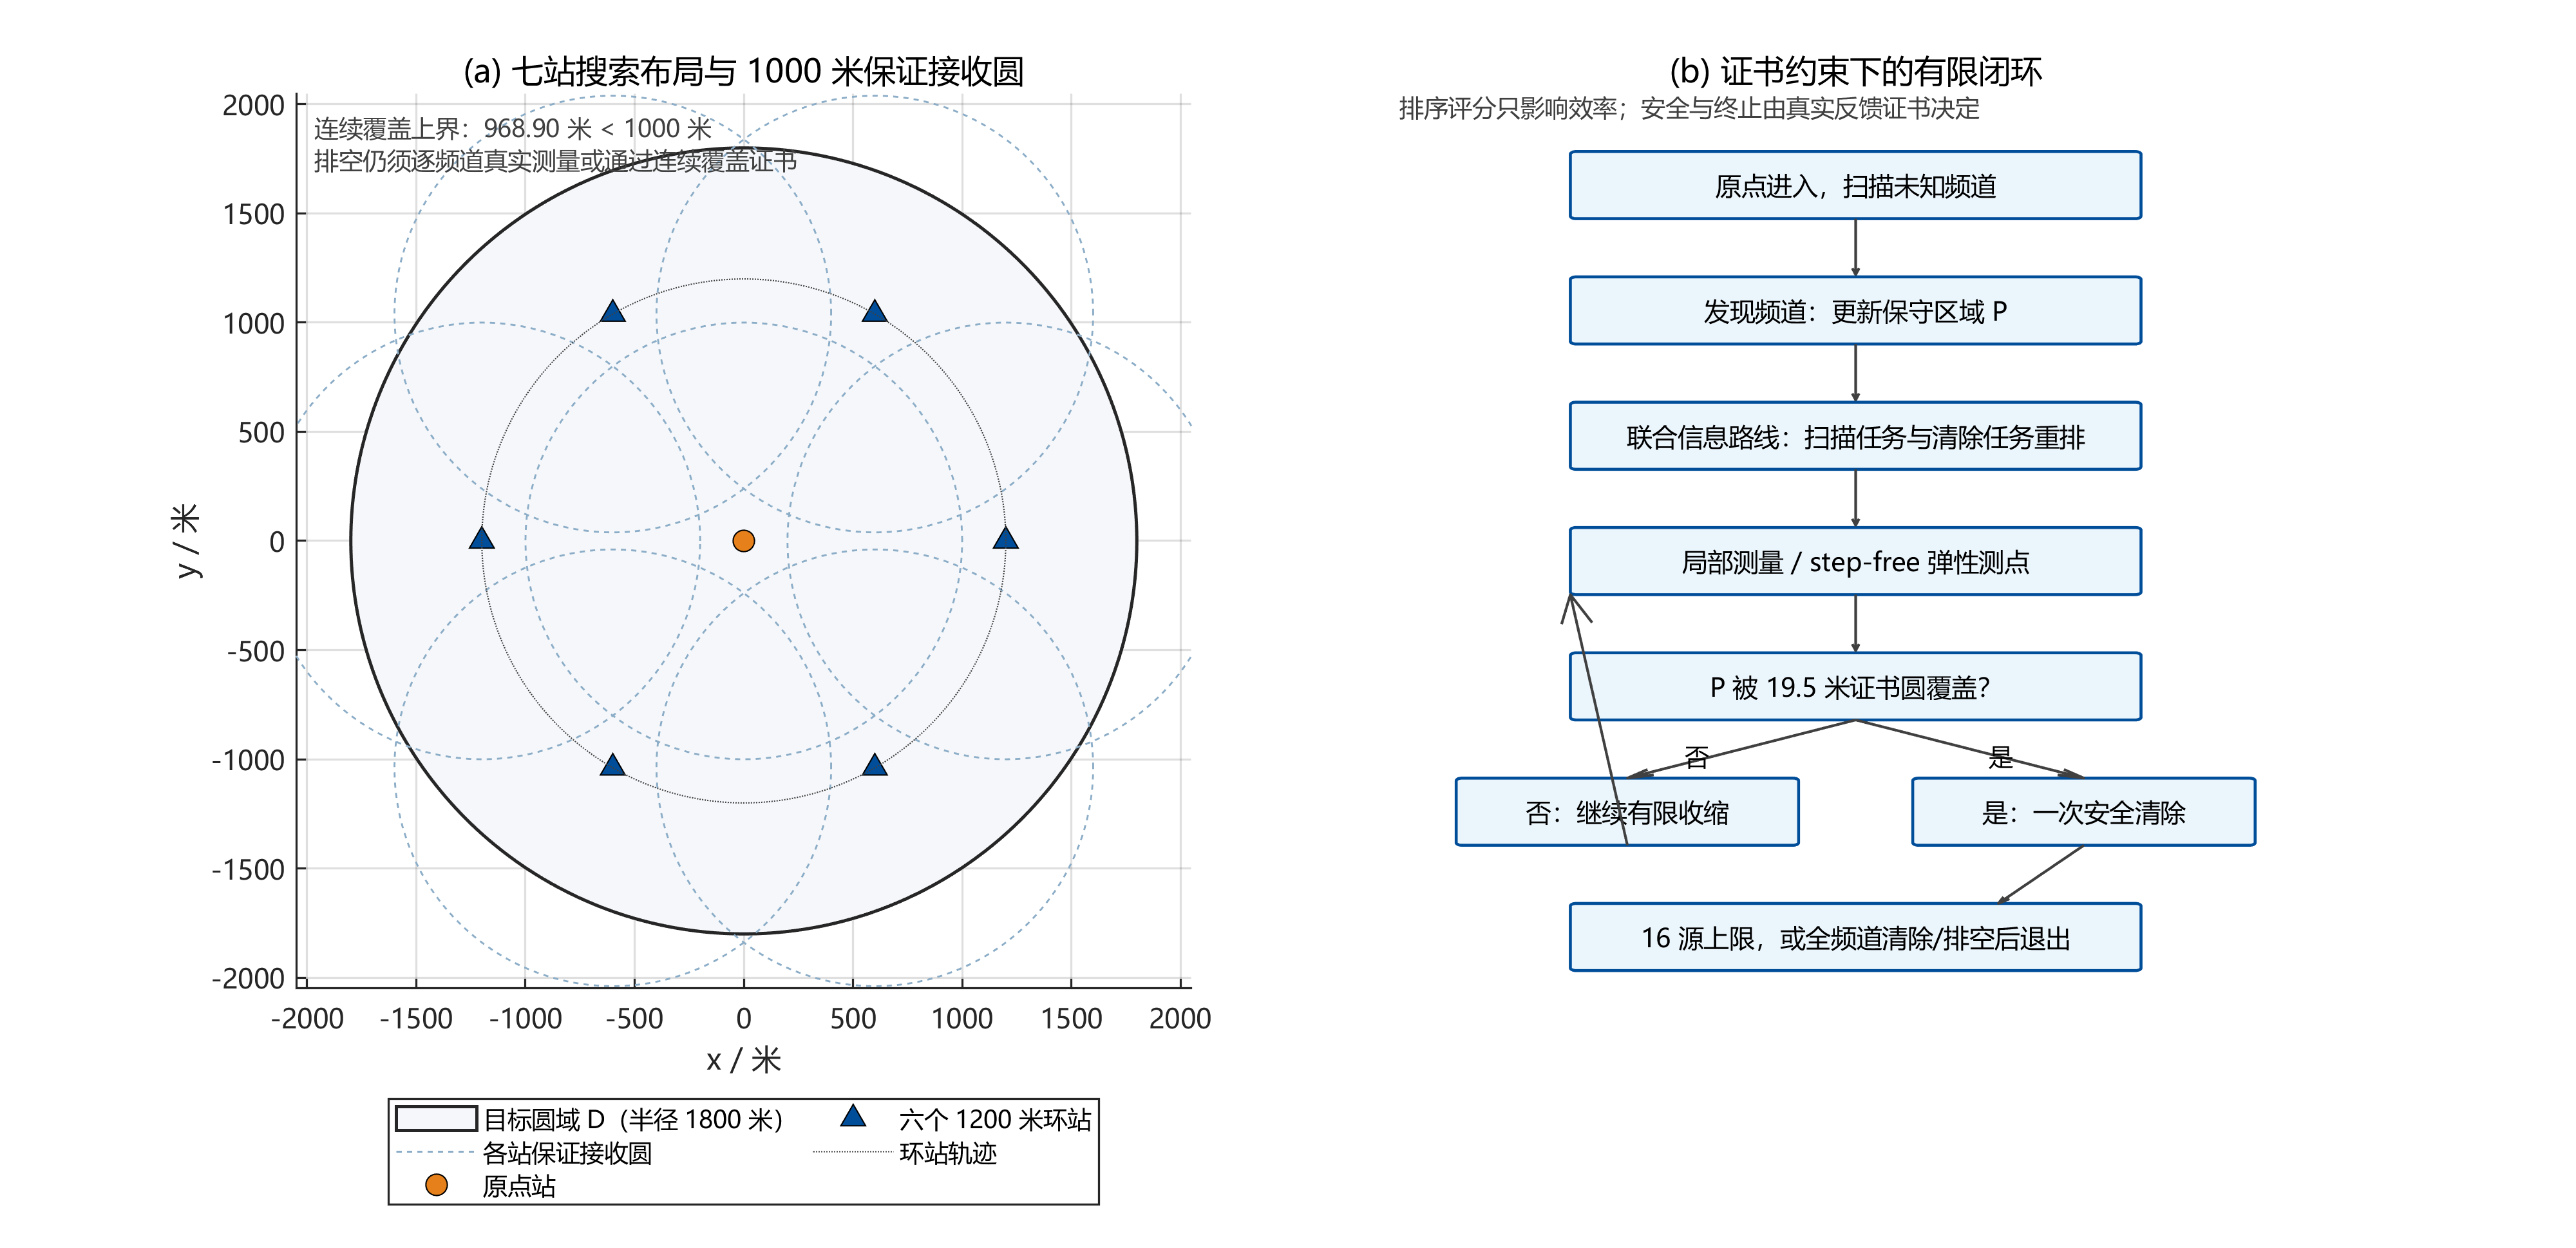 (a) 七站搜索布局与 1000 米保证接收圆
连续覆盖上界：968.90 米 < 1000 米
排空仍须逐频道真实测量或通过连续覆盖证书
2000
1500
1000
500
0
-500
-1000
-1500
-2000
y / 米
-2000 -1500 -1000 -500 0 500 1000 1500 2000
x / 米
目标圆域 D（半径 1800 米）
六个 1200 米环站
各站保证接收圆
环站轨迹
原点站
(b) 证书约束下的有限闭环
排序评分只影响效率；安全与终止由真实反馈证书决定
原点进入，扫描未知频道
发现频道：更新保守区域 P
联合信息路线：扫描任务与清除任务重排
局部测量 / step-free 弹性测点
P 被 19.5 米证书圆覆盖？
否
是
否：继续有限收缩
是：一次安全清除
16 源上限，或全频道清除/排空后退出